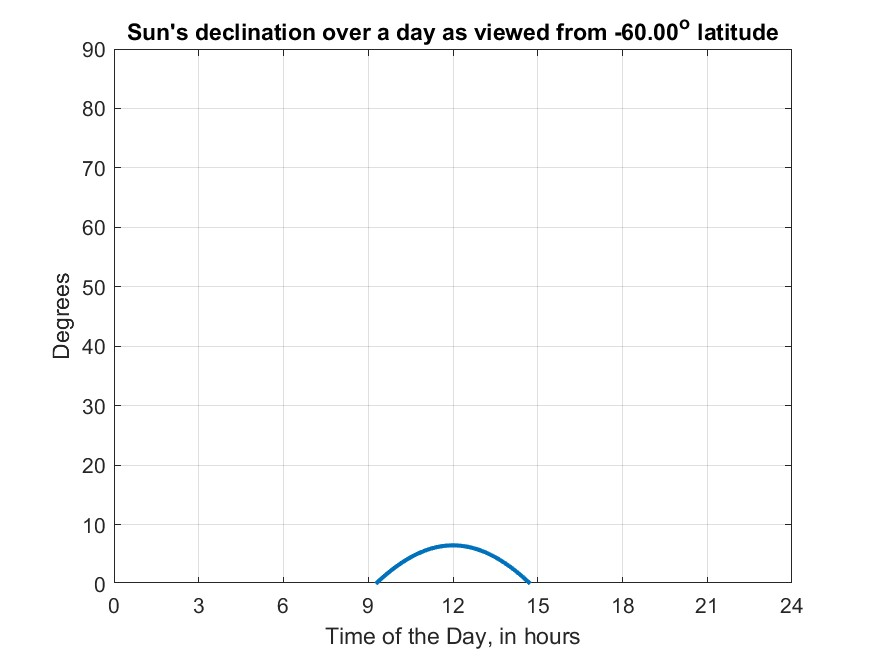 Sun's declination over a day as viewed from -60.00o latitude
90
80
70
60
50
40
30
20
10
0
Degrees
0 3 6 9 12 15 18 21 24
Time of the Day, in hours